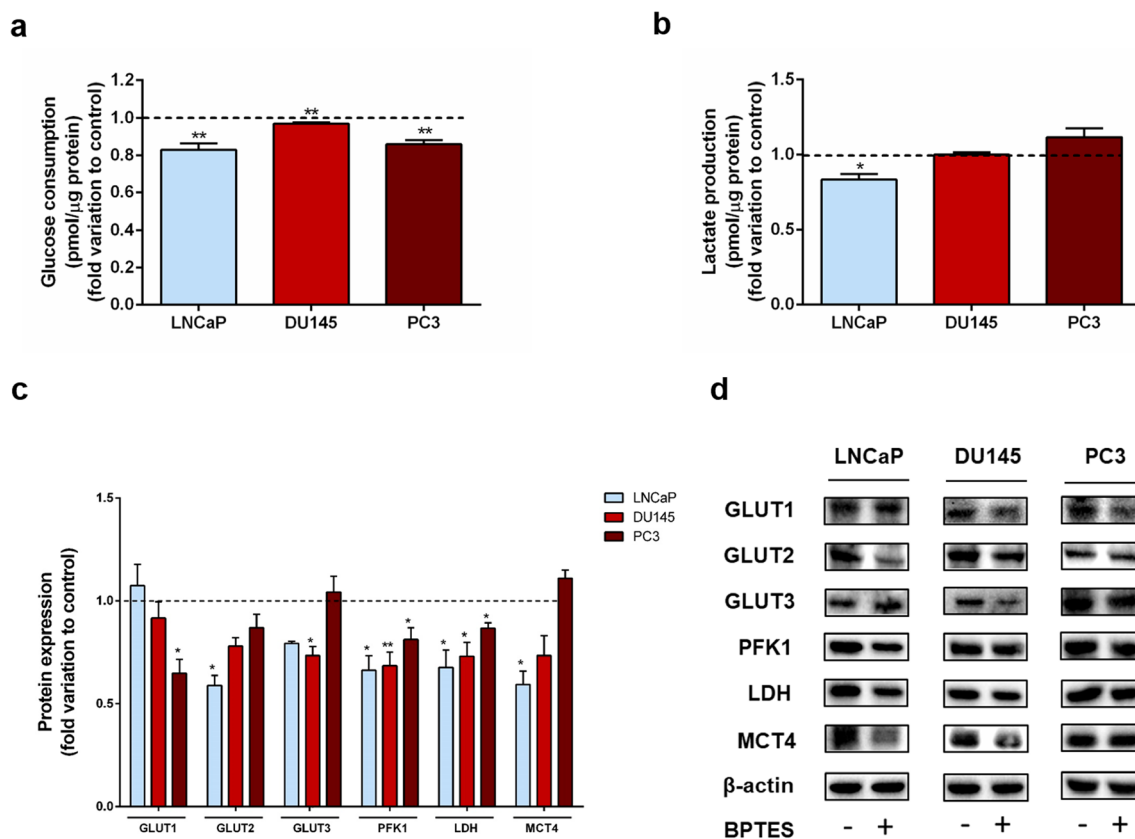 a
Glucose consumption
(pmol/µg protein)
(fold variation to control)
1.2
1.0
0.8
0.6
0.4
0.2
0.0
**
**
**
LNCaP
DU145
PC3
b
Lactate production
(pmol/µg protein)
(fold variation to control)
1.5
1.0
0.5
0.0
*
LNCaP
DU145
PC3
c
Protein expression
(fold variation to control)
1.5
1.0
0.5
0.0
*
*
*
*
**
*
*
*
*
*
GLUT1
GLUT2
GLUT3
PFK1
LDH
MCT4
LNCaP
DU145
PC3
d
LNCaP
DU145
PC3
GLUT1
GLUT2
GLUT3
PFK1
LDH
MCT4
β-actin
BPTES - + - + - +